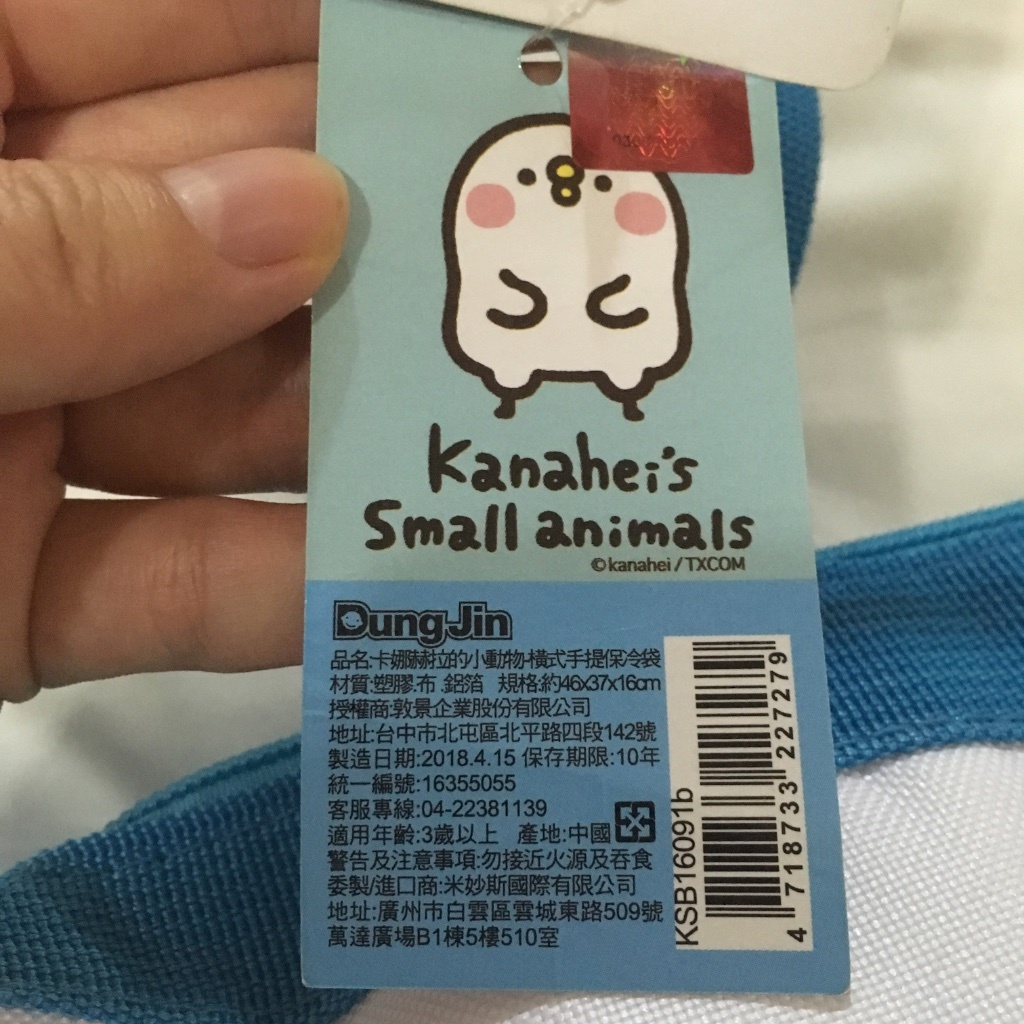 Kanahei's
Small animals
©kanahei/TXCOM
DungJin
品名:卡娜赫拉的小動物-橫式手提保冷袋
材質:塑膠.布.鋁箔 規格:約46x37x16cm
授權商:敦景企業股份有限公司
地址:台中市北屯區北平路四段142號
製造日期:2018.4.15 保存期限:10年
統一編號:16355055
客服專線:04-22381139
適用年齡:3歲以上 產地:中國
警告及注意事項:勿接近火源及吞食
委製/進口商:米妙斯國際有限公司
地址:廣州市白雲區雲城東路509號
萬達廣場B1棟5樓510室
KSB16091b
4 718733 227279